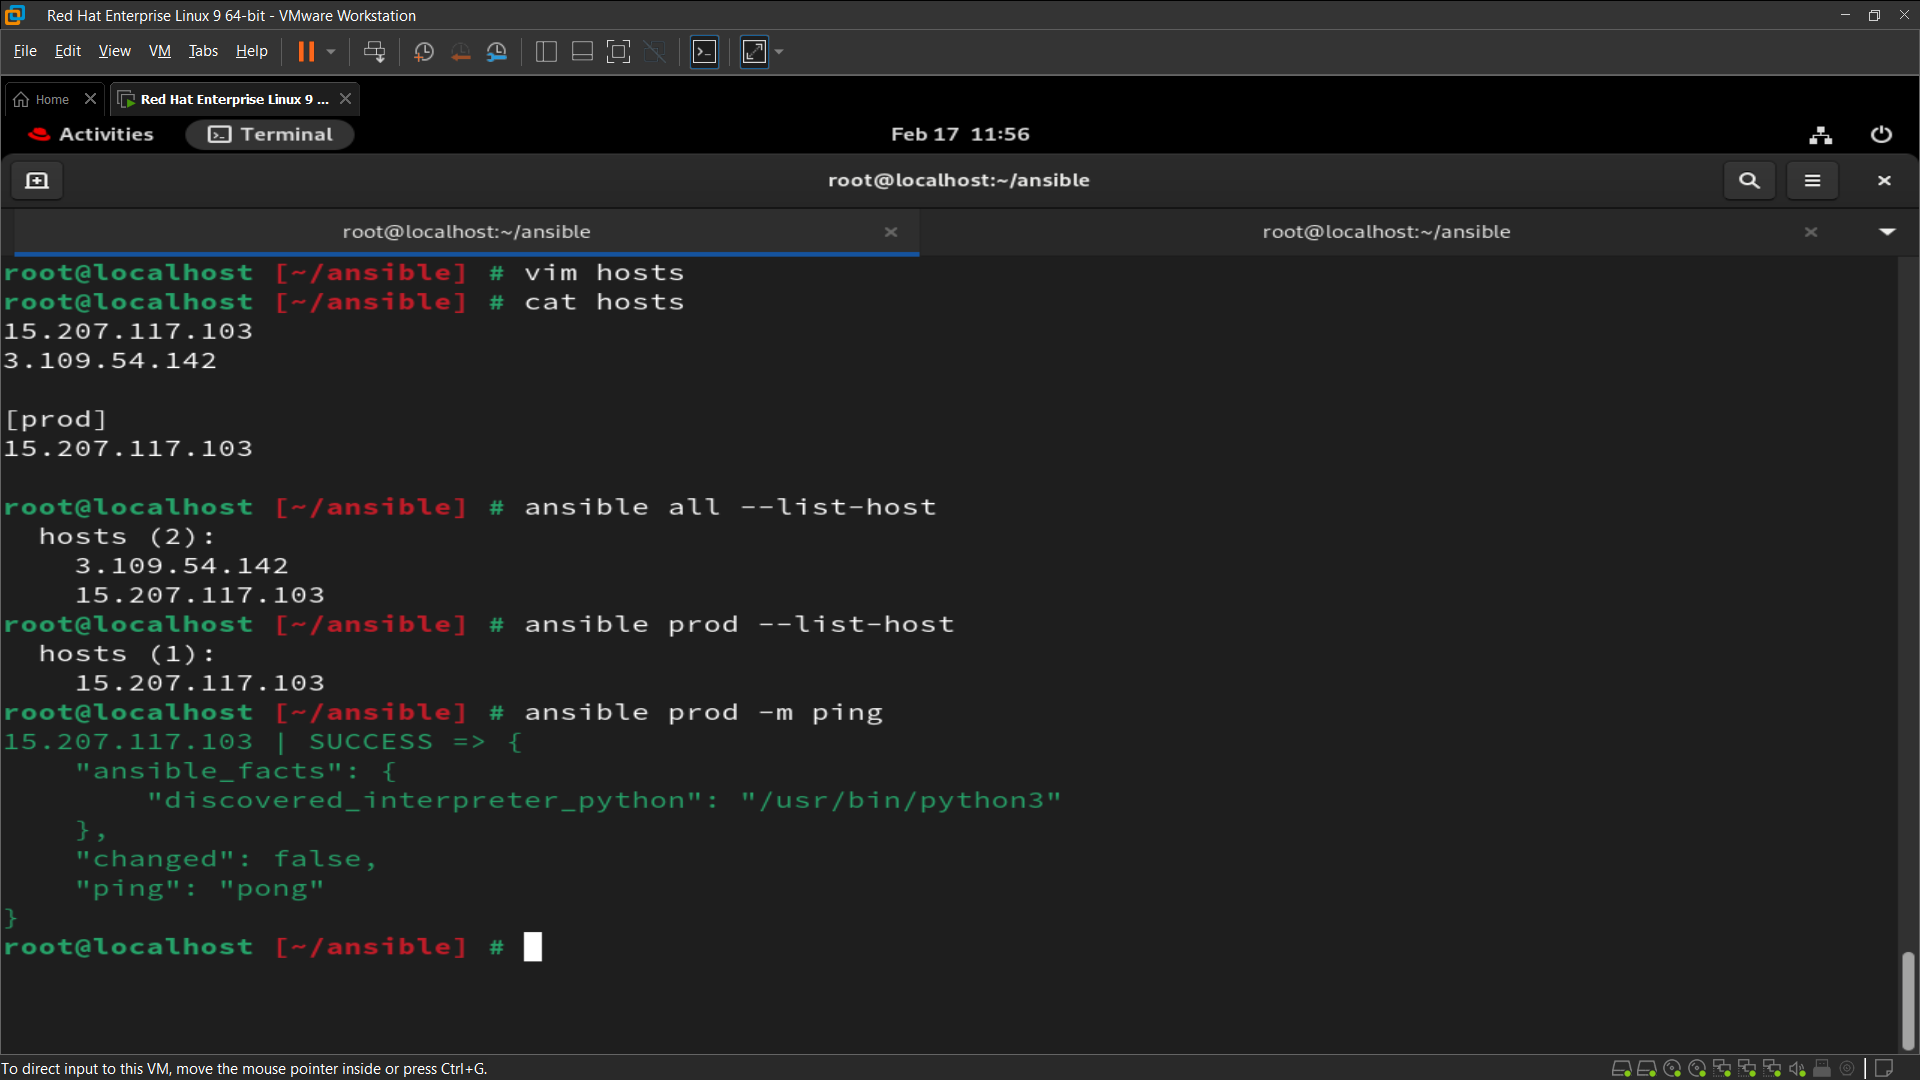 Red Hat Enterprise Linux 9 64-bit - VMware Workstation
File Edit View VM Tabs Help
Home
Red Hat Enterprise Linux 9 ...
Activities Terminal Feb 17 11:56
root@localhost:~/ansible
root@localhost:~/ansible root@localhost:~/ansible
root@localhost [~/ansible] # vim hosts
root@localhost [~/ansible] # cat hosts
15.207.117.103
3.109.54.142
[prod]
15.207.117.103
root@localhost [~/ansible] # ansible all --list-host
  hosts (2):
    3.109.54.142
    15.207.117.103
root@localhost [~/ansible] # ansible prod --list-host
  hosts (1):
    15.207.117.103
root@localhost [~/ansible] # ansible prod -m ping
15.207.117.103 | SUCCESS => {
    "ansible_facts": {
        "discovered_interpreter_python": "/usr/bin/python3"
    },
    "changed": false,
    "ping": "pong"
}
root@localhost [~/ansible] #
To direct input to this VM, move the mouse pointer inside or press Ctrl+G.